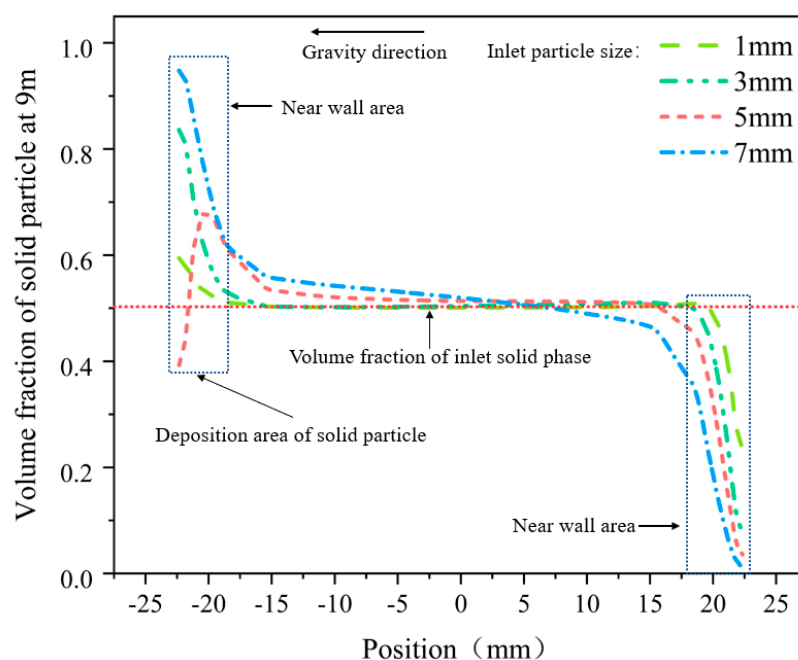 Gravity direction
Inlet particle size:
1mm
3mm
5mm
7mm
Near wall area
Volume fraction of inlet solid phase
Deposition area of solid particle
Near wall area
Volume fraction of solid particle at 9m
1.0
0.8
0.6
0.4
0.2
0.0
-25 -20 -15 -10 -5 0 5 10 15 20 25
Position（mm）